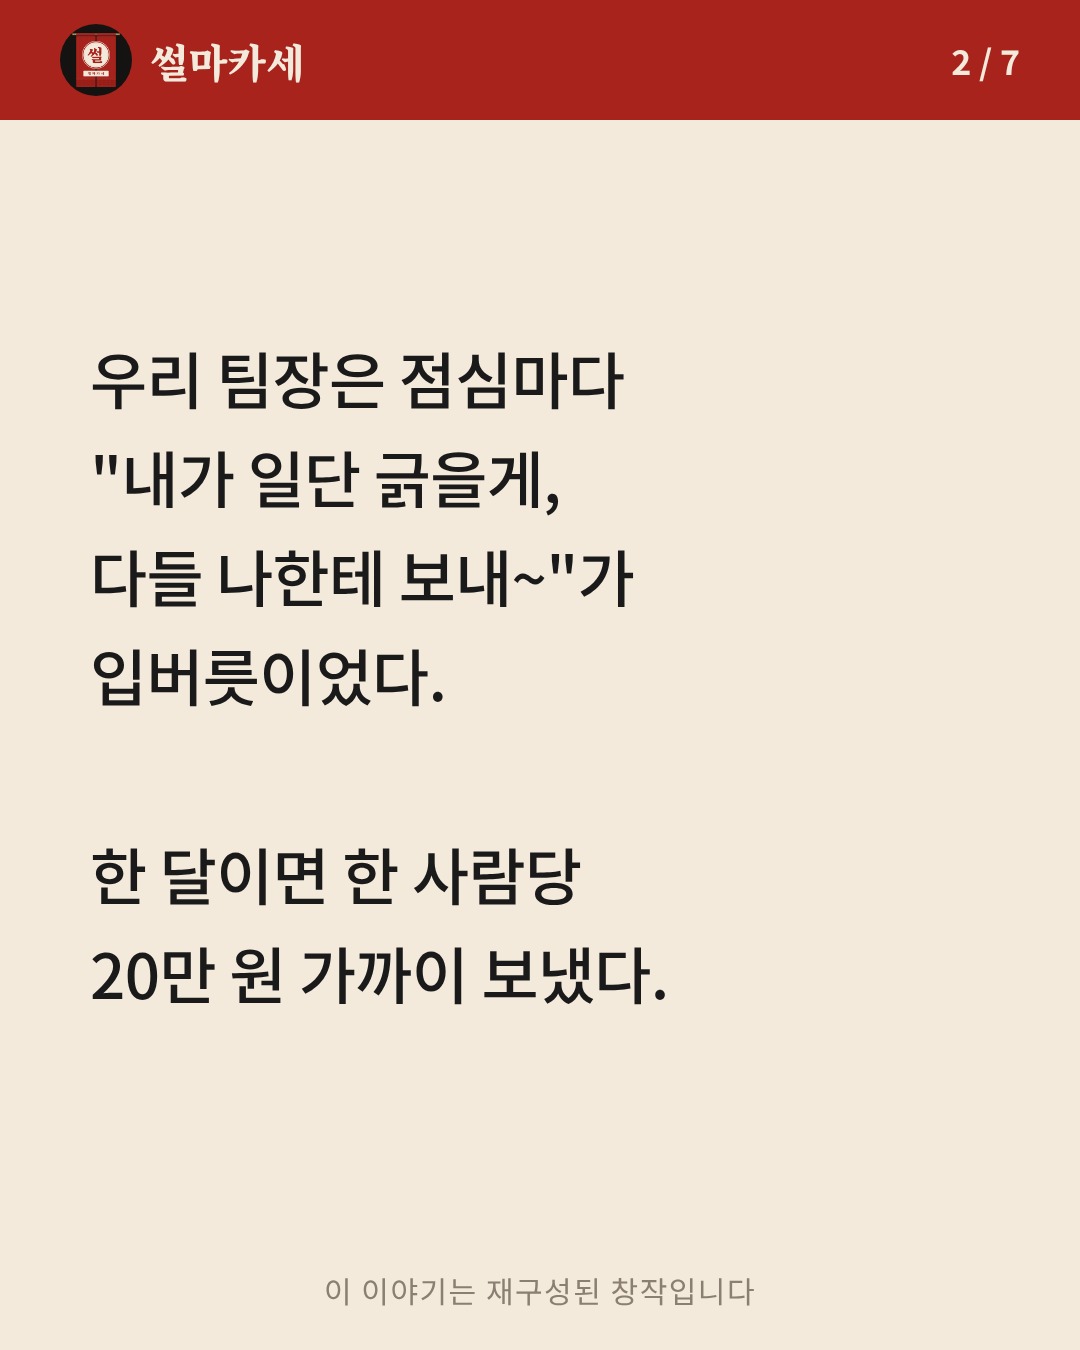 썰
썰마카세
2 / 7
우리 팀장은 점심마다
"내가 일단 긁을게,
다들 나한테 보내~"가
입버릇이었다.
한 달이면 한 사람당
20만 원 가까이 보냈다.
이 이야기는 재구성된 창작입니다